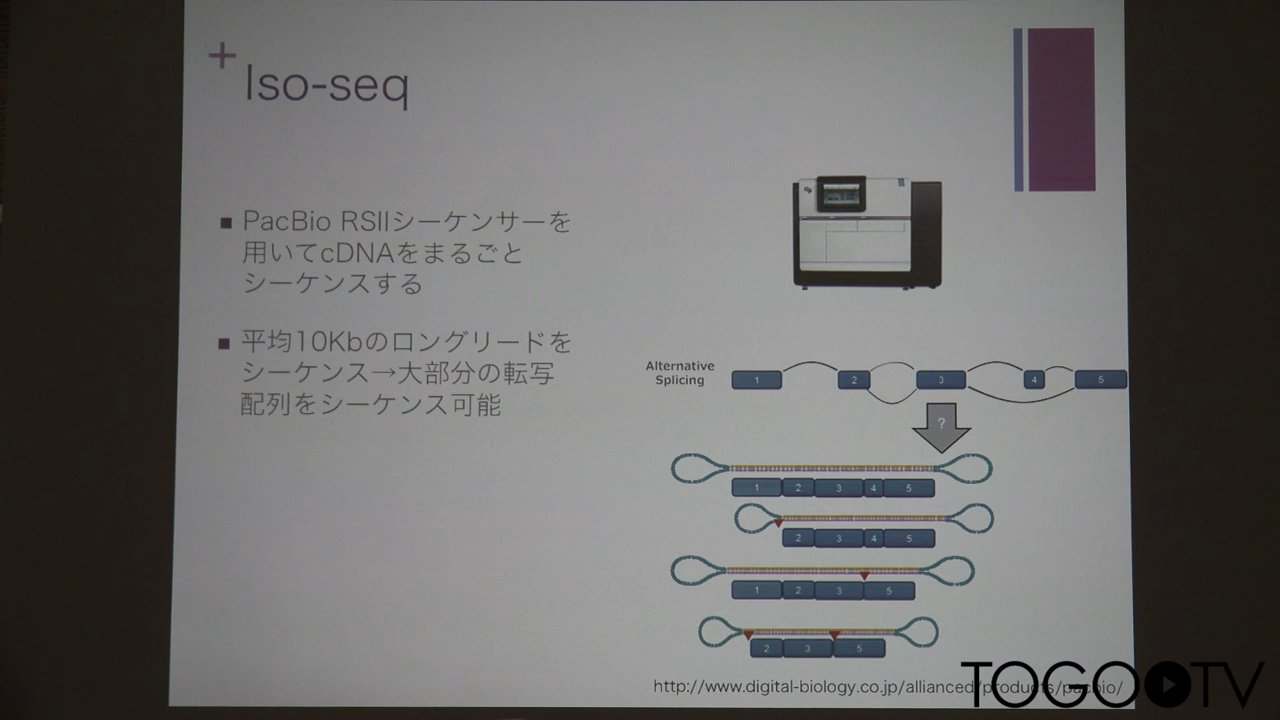 +
Iso-seq
■ PacBio RSIIシーケンサーを
用いてcDNAをまるごと
シーケンスする
■ 平均10Kbのロングリードを
シーケンス→大部分の転写
配列をシーケンス可能
Alternative
Splicing
1 2 3 4 5
?
1 2 3 4 5
2 3 4 5
1 2 3 5
2 3 5
http://www.digital-biology.co.jp/allianced/products/pacbio/
TOGO TV